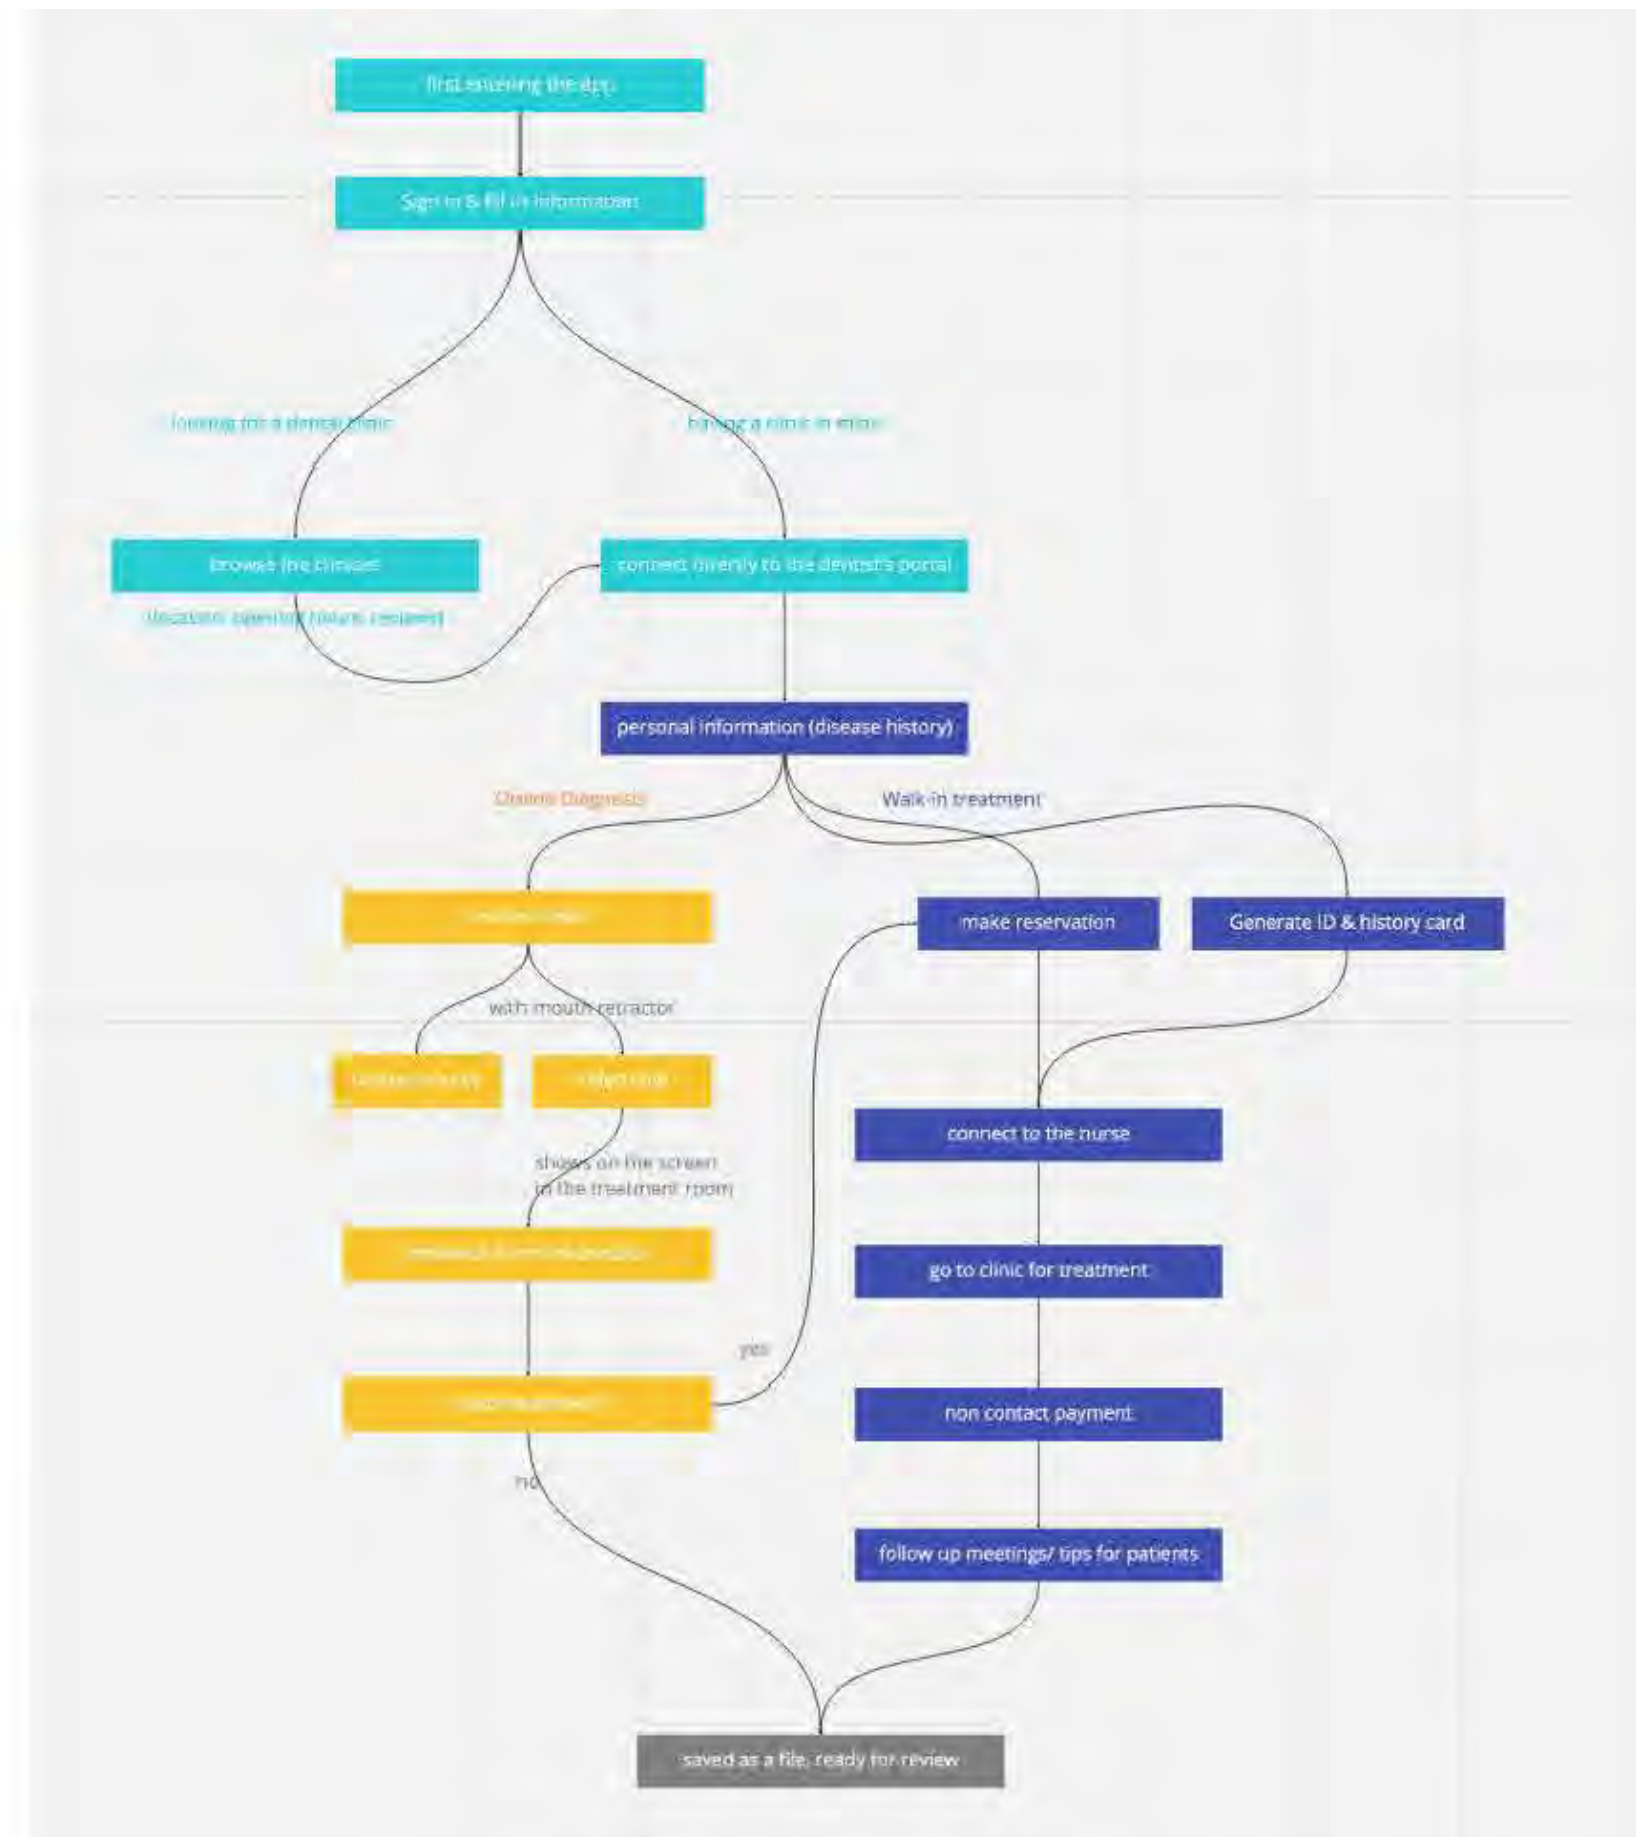 first entering the app
Sign in & fill in information
looking for a dental clinic
having a clinic in mind
browse the clinics
connect directly to the dentist's portal
opening hours,
personal information (disease history)
Online Diagnosis
Walk-in treatment
make reservation
Generate ID & history card
with mouth retractor
connect to the nurse
shows on the screen
in the treatment room
go to clinic for treatment
yes
non contact payment
no
follow up meetings/ tips for patients
saved as a file, ready for review